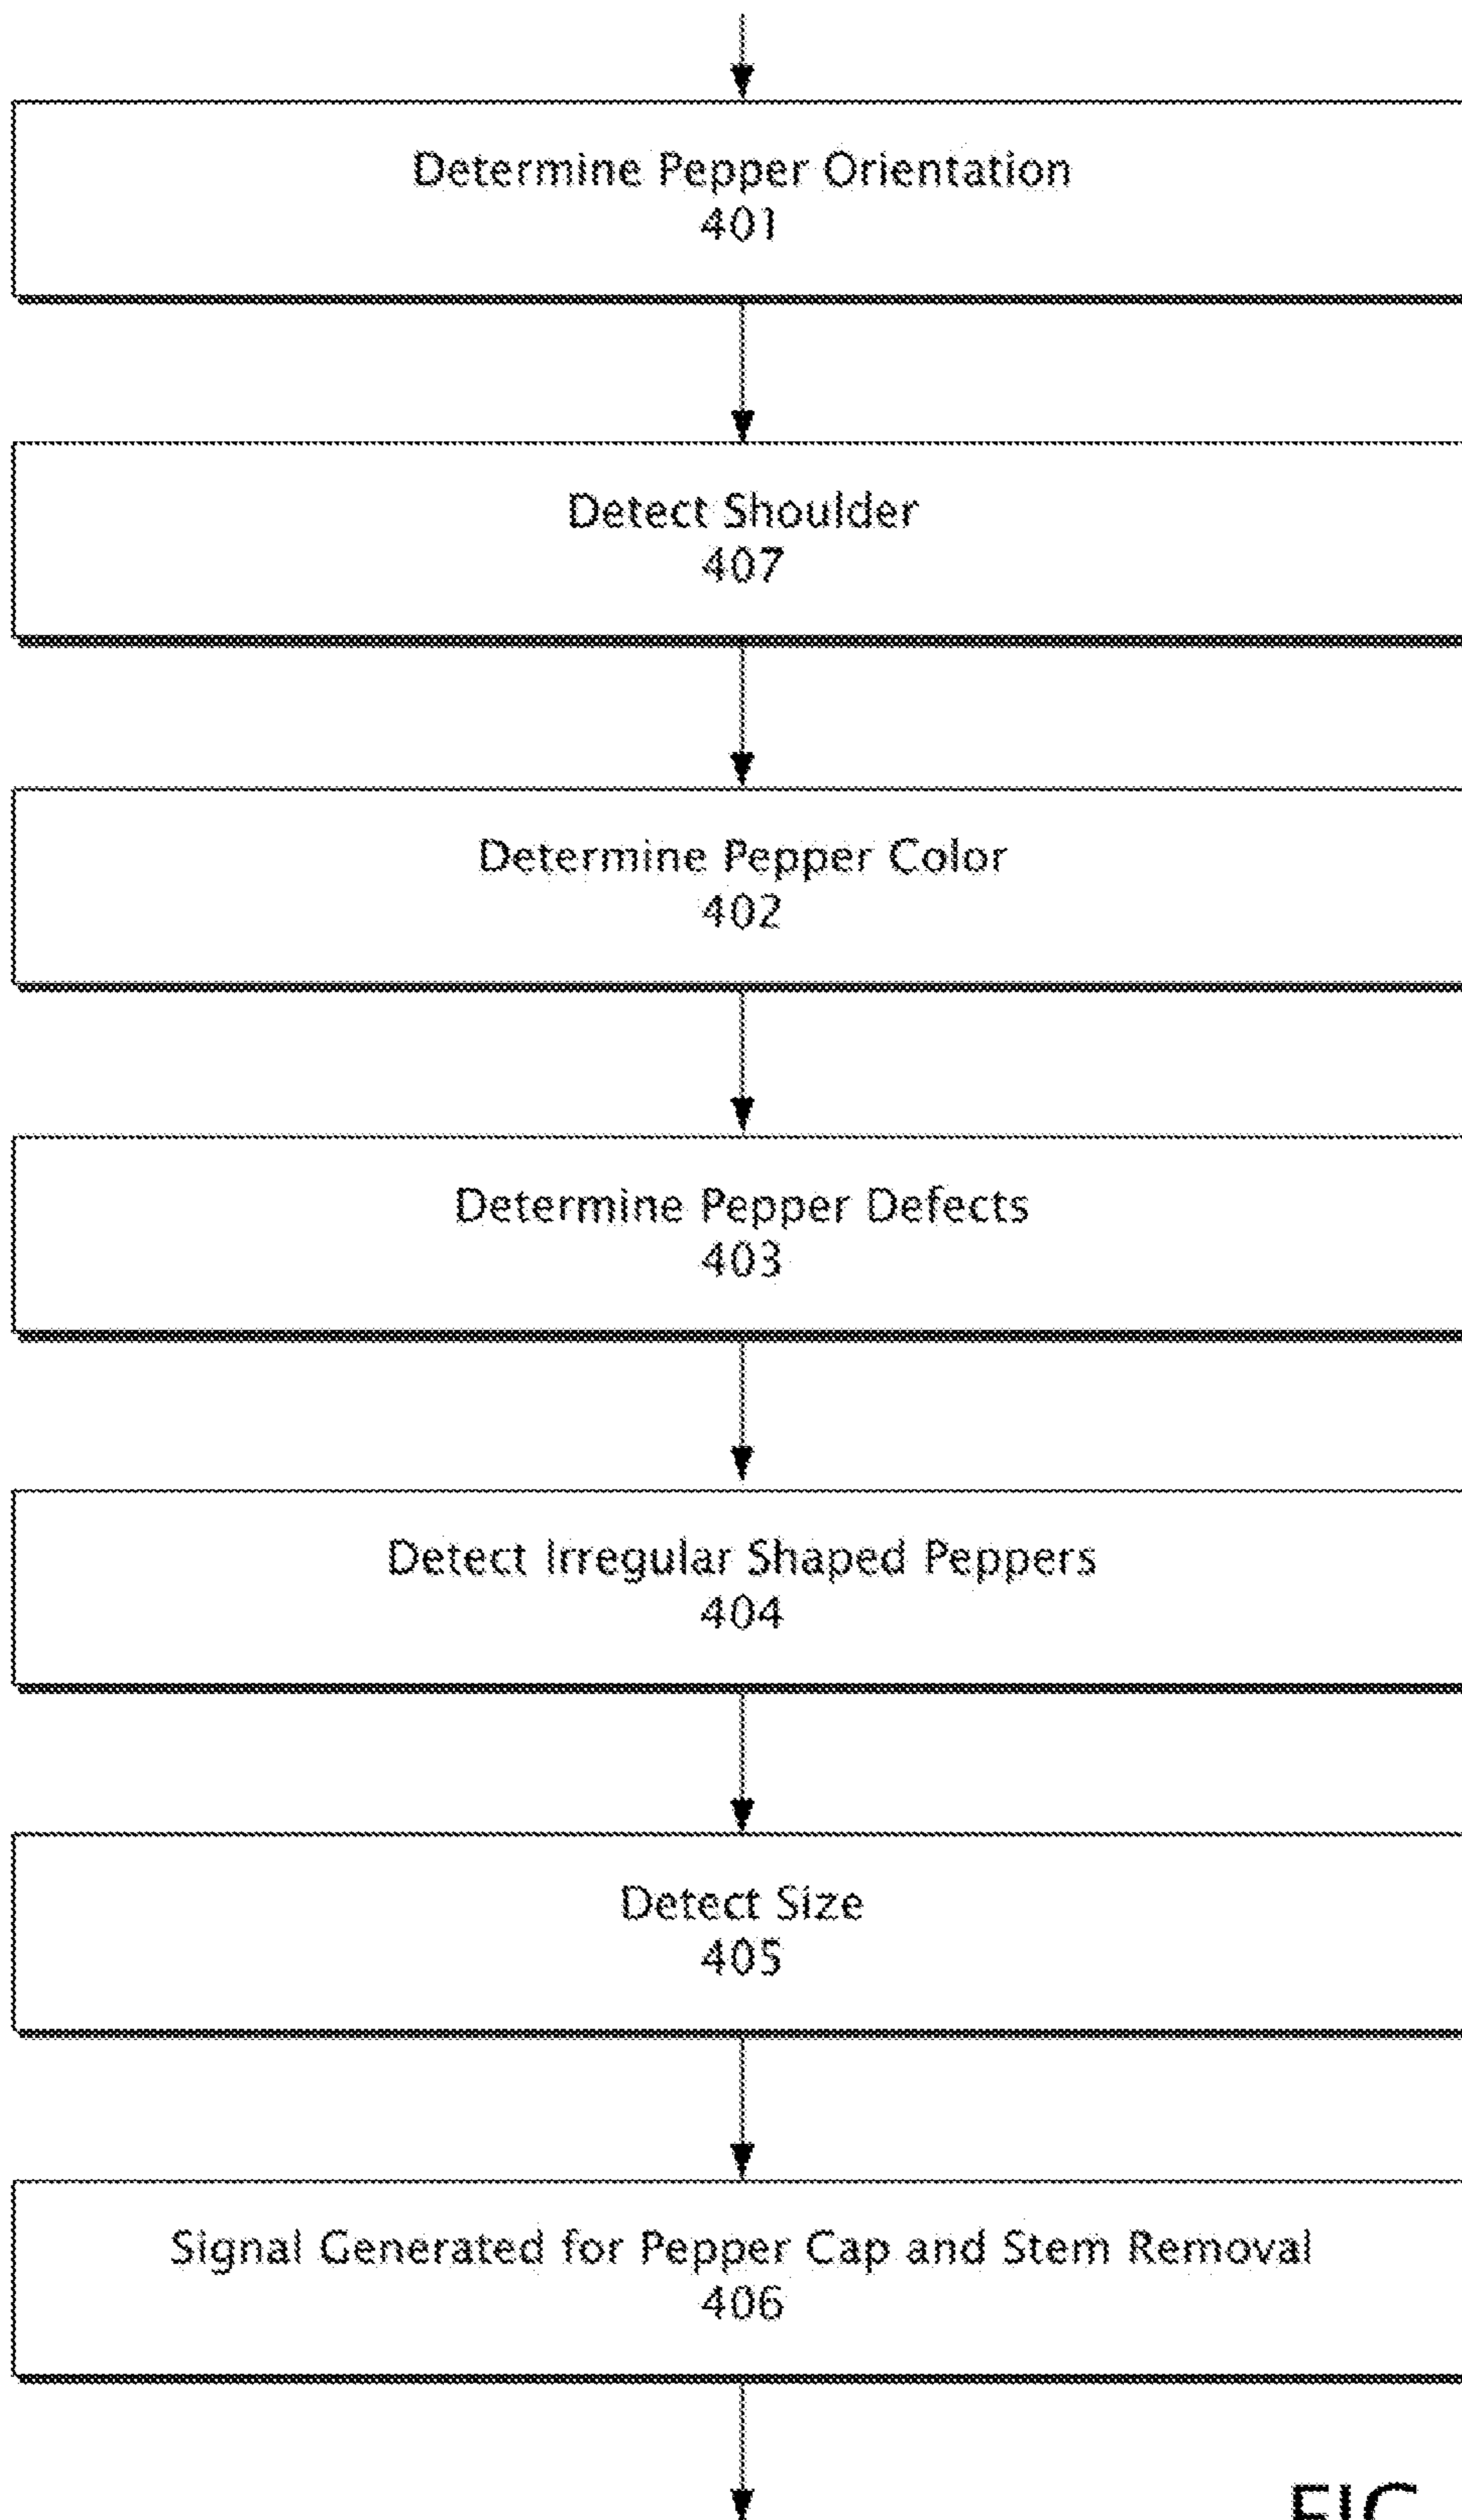 Determine Pepper Orientation
401
Detect Shoulder
407
Determine Pepper Color
402
Determine Pepper Defects
403
Detect Irregular Shaped Peppers
404
Detect Size
405
Signal Generated for Pepper Cap and Stem Removal
406
FIG